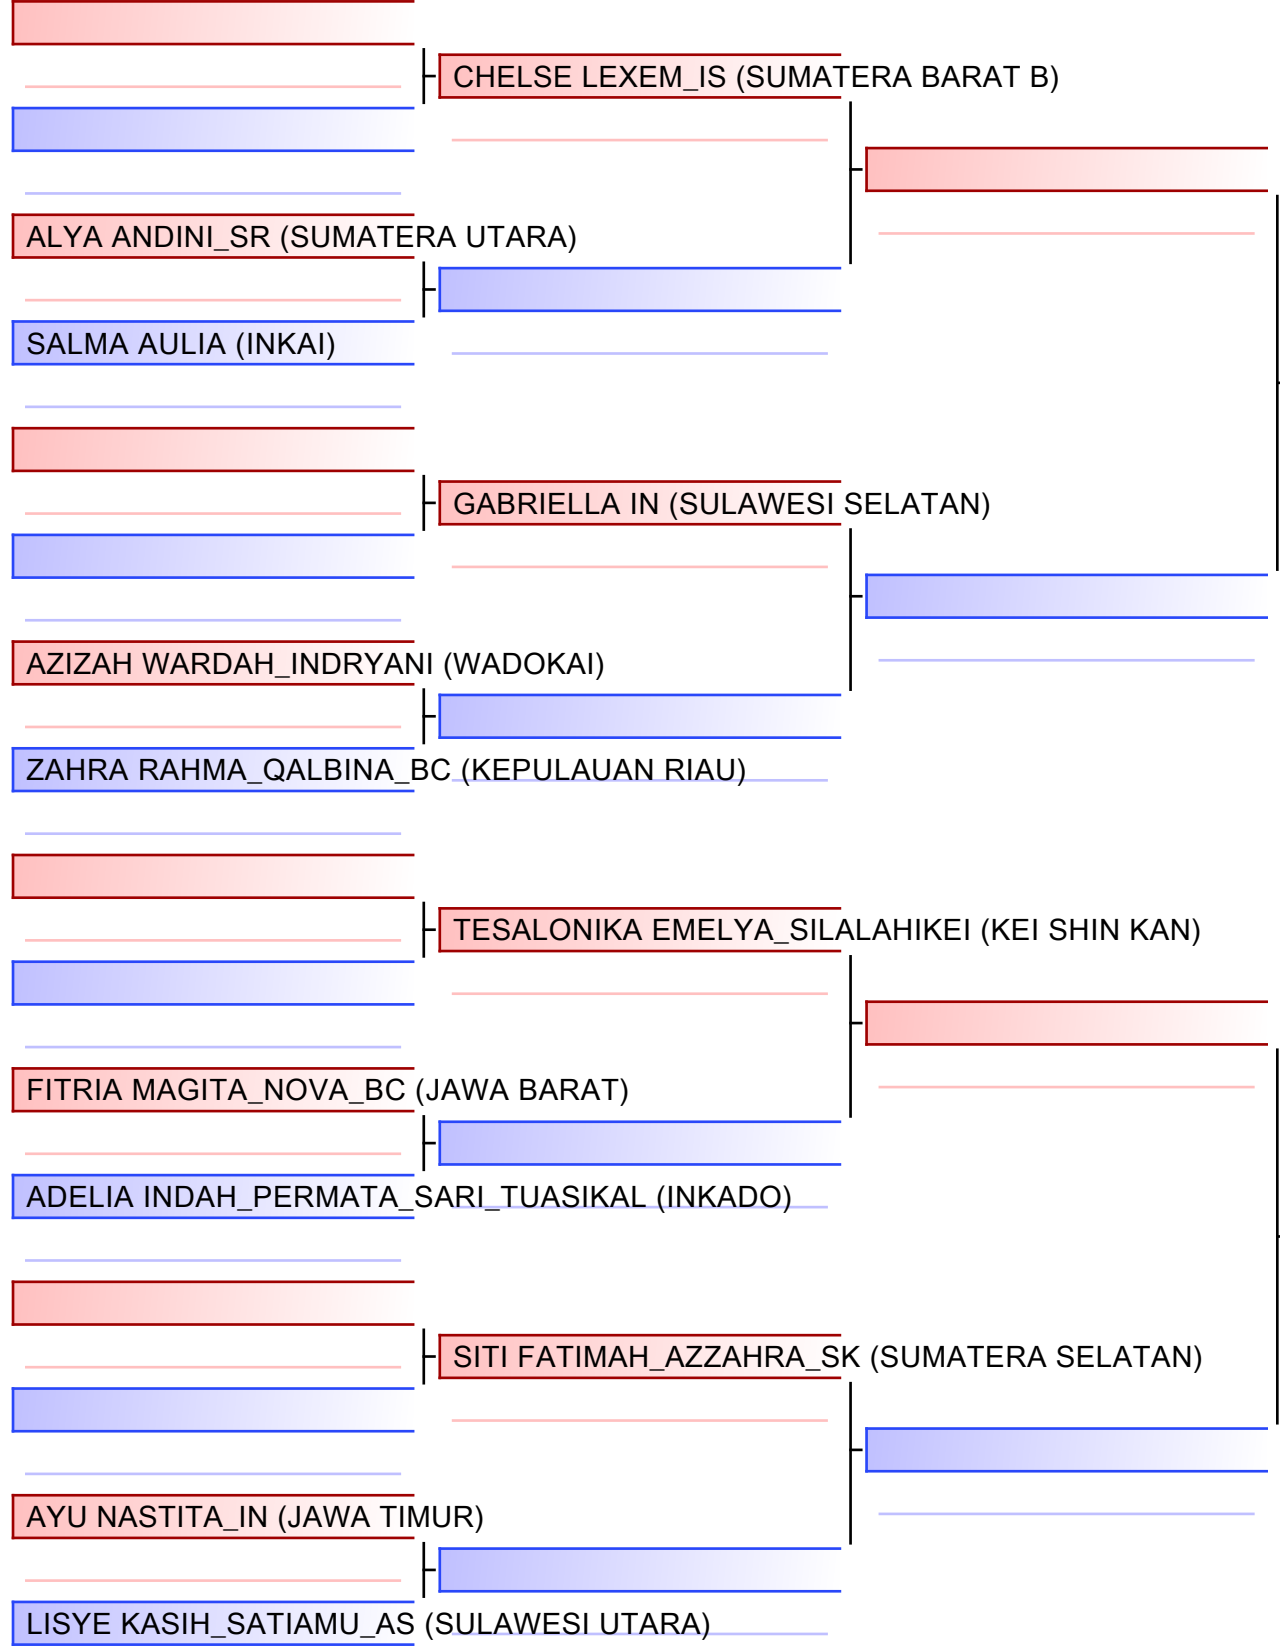 CHELSE LEXEM_IS (SUMATERA BARAT B)
ALYA ANDINI_SR (SUMATERA UTARA)
SALMA AULIA (INKAI)
GABRIELLA IN (SULAWESI SELATAN)
AZIZAH WARDAH_INDRYANI (WADOKAI)
ZAHRA RAHMA_QALBINA_BC (KEPULAUAN RIAU)
TESALONIKA EMELYA_SILALAHIKEI (KEI SHIN KAN)
FITRIA MAGITA_NOVA_BC (JAWA BARAT)
ADELIA INDAH_PERMATA_SARI_TUASIKAL (INKADO)
SITI FATIMAH_AZZAHRA_SK (SUMATERA SELATAN)
AYU NASTITA_IN (JAWA TIMUR)
LISYE KASIH_SATIAMU_AS (SULAWESI UTARA)